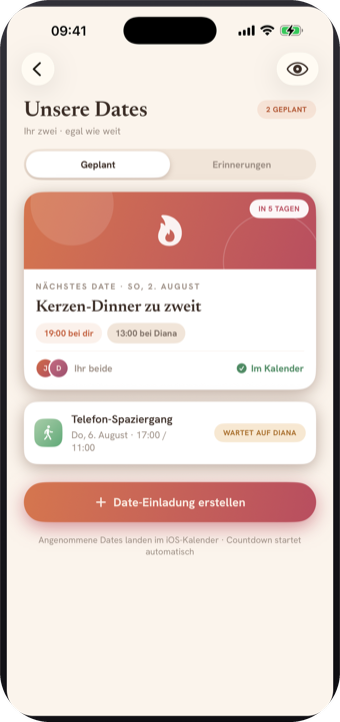 09:41
Unsere Dates
2 GEPLANT
Ihr zwei · egal wie weit
Geplant
Erinnerungen
IN 5 TAGEN
NÄCHSTES DATE · SO, 2. AUGUST
Kerzen-Dinner zu zweit
19:00 bei dir
13:00 bei Diana
J
D
Ihr beide
Im Kalender
Telefon-Spaziergang
Do, 6. August · 17:00 /
11:00
WARTET AUF DIANA
+ Date-Einladung erstellen
Angenommene Dates landen im iOS-Kalender · Countdown startet
automatisch